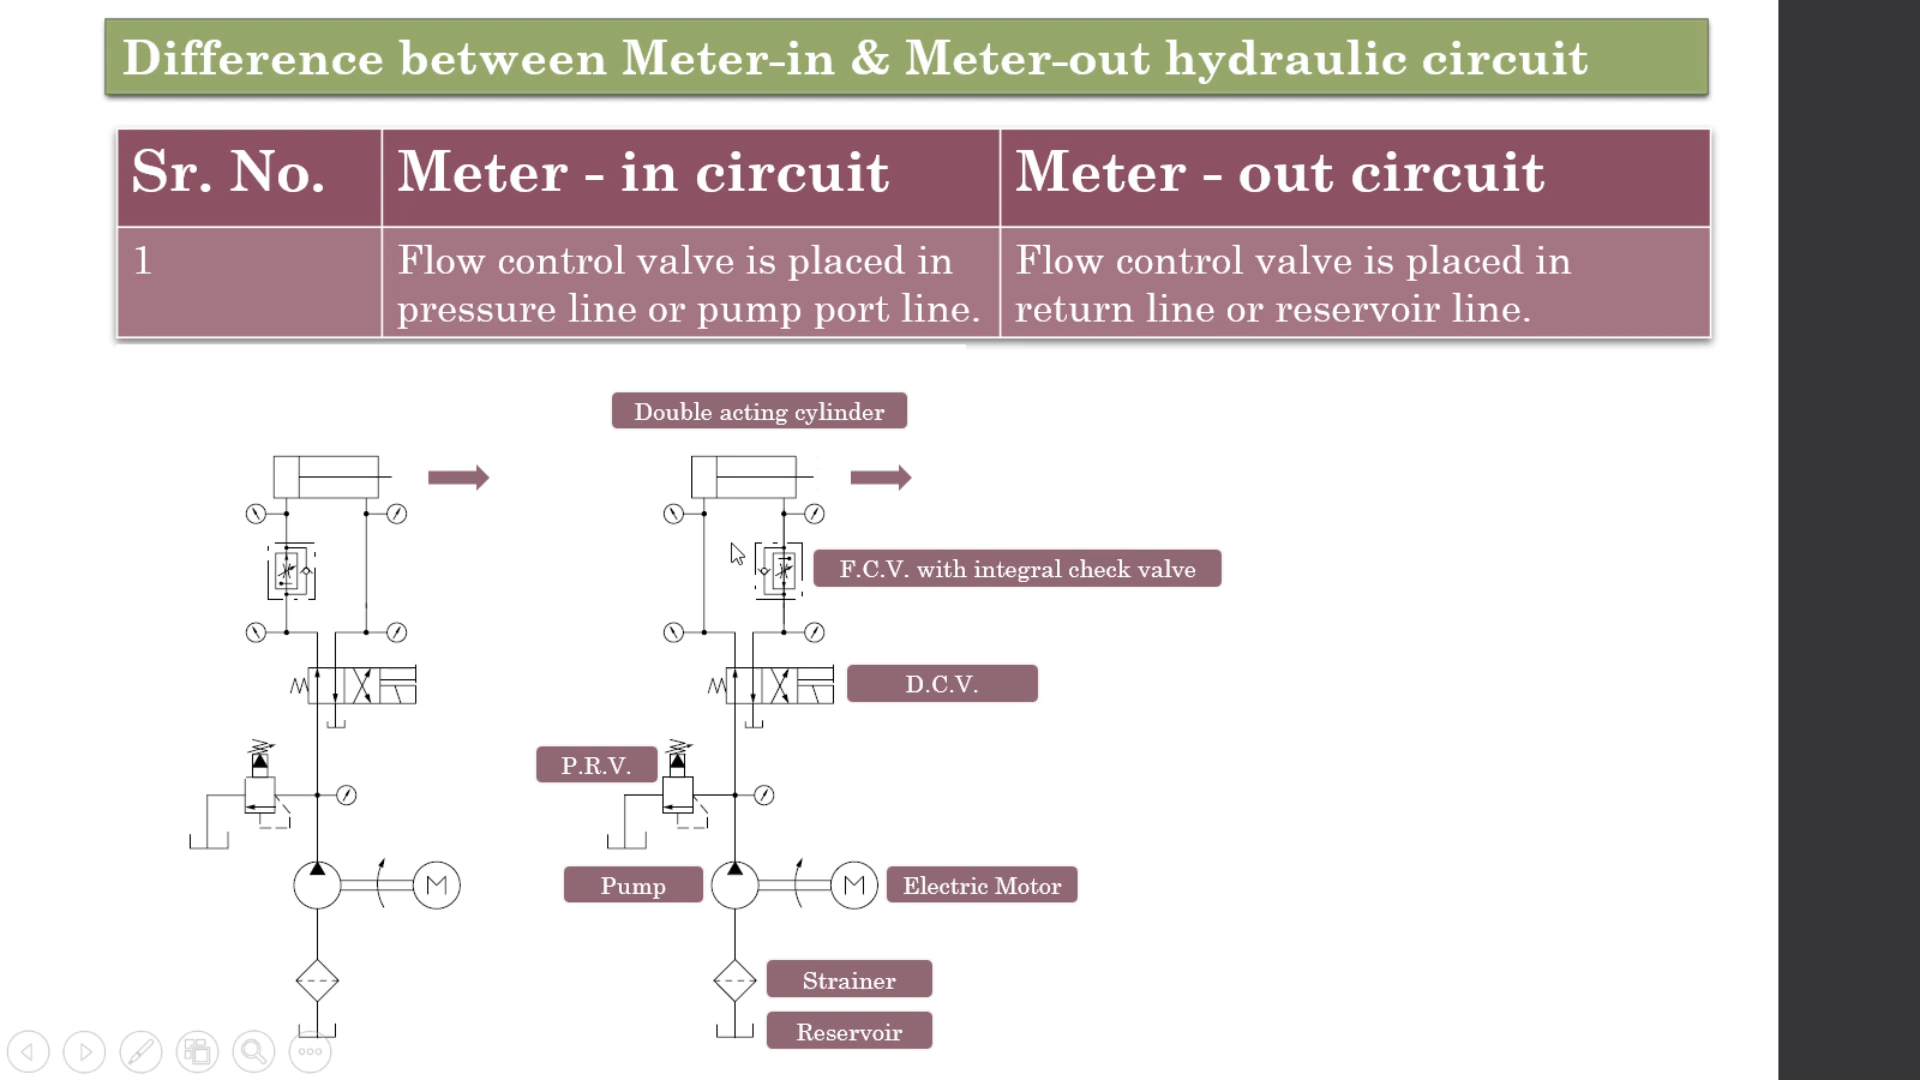 Difference between Meter-in & Meter-out hydraulic circuit
Sr. No.
Meter - in circuit
Meter - out circuit
1
Flow control valve is placed in
pressure line or pump port line.
Flow control valve is placed in
return line or reservoir line.
Double acting cylinder
F.C.V. with integral check valve
D.C.V.
P.R.V.
M
Pump
M
Electric Motor
Strainer
Reservoir